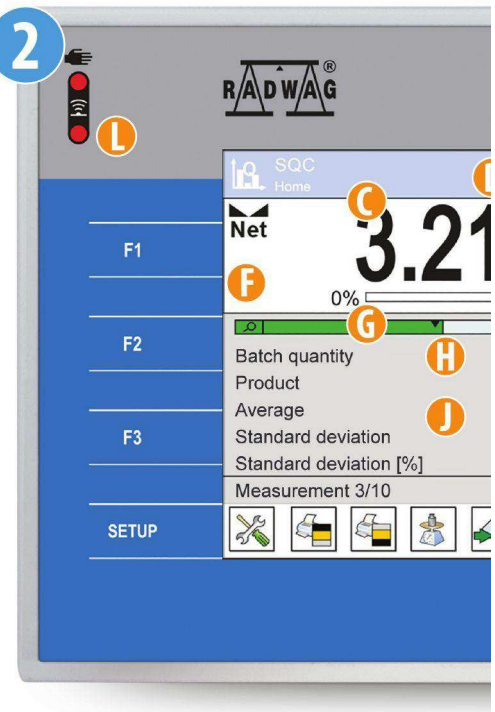 2
RADWAG®
L
SQC
Home
C
Net
3.21
F1
F
0%
G
F2
Batch quantity
H
Product
Average
J
F3
Standard deviation
Standard deviation [%]
Measurement 3/10
SETUP